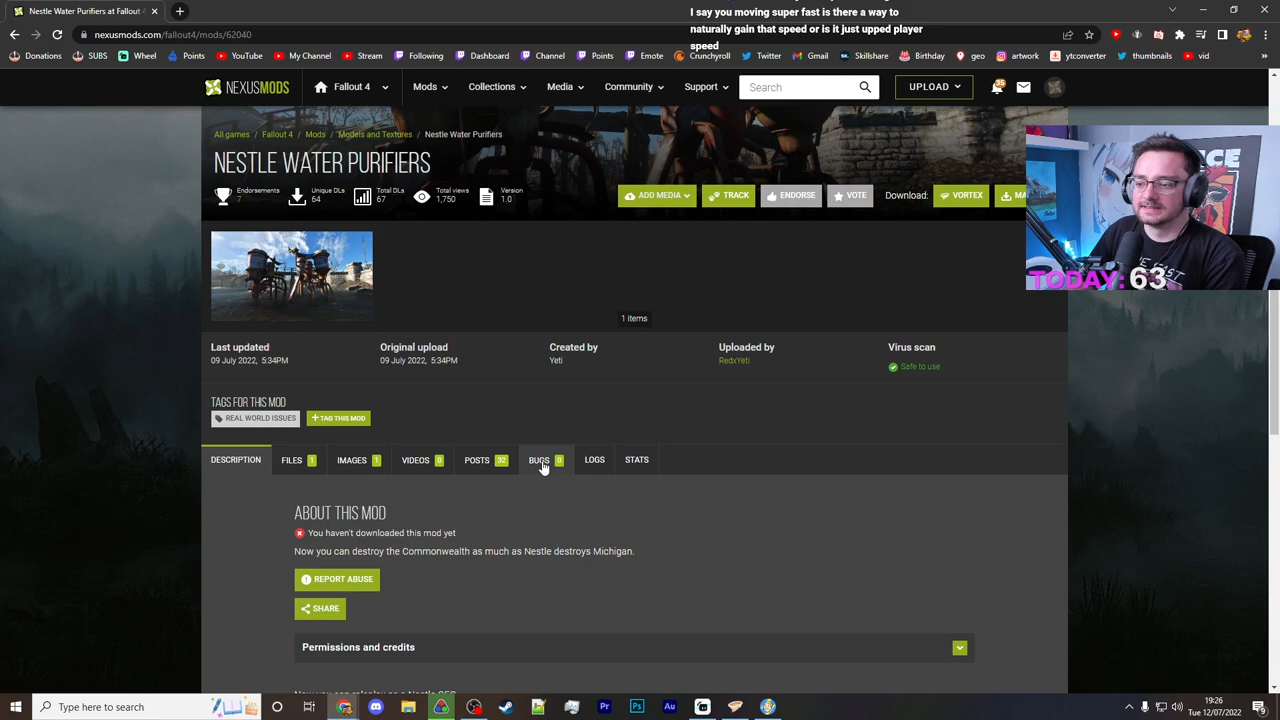 Nestle Water Purifiers at Fallout 4
I say you moving super fast is there a way to
naturally gain that speed or is it just upped player
speed
nexusmods.com/fallout4/mods/62040
Donations
SUBS
Wheel
Points
YouTube
My Channel
Stream
Following
Dashboard
Channel
Points
Emote
Crunchyroll
Twitter
Gmail
Skillshare
Birthday
geo
artwork
ytconverter
thumbnails
vid
NEXUSMODS
Fallout 4
Mods
Collections
Media
Community
Support
Search
UPLOAD
35
All games / Fallout 4 / Mods / Models and Textures / Nestle Water Purifiers
NESTLE WATER PURIFIERS
Endorsements
7
Unique DLs
64
Total DLs
67
Total views
1,750
Version
1.0
ADD MEDIA
TRACK
ENDORSE
VOTE
Download:
VORTEX
TODAY: 63
1 items
Last updated
09 July 2022, 5:34PM
Original upload
09 July 2022, 5:34PM
Created by
Yeti
Uploaded by
RedxYeti
Virus scan
Safe to use
TAGS FOR THIS MOD
REAL WORLD ISSUES
+ TAG THIS MOD
DESCRIPTION
FILES 1
IMAGES 1
VIDEOS 0
POSTS 32
BUGS 0
LOGS
STATS
ABOUT THIS MOD
You haven't downloaded this mod yet
Now you can destroy the Commonwealth as much as Nestle destroys Michigan.
REPORT ABUSE
SHARE
Permissions and credits
Type here to search
19:26
12/07/2022